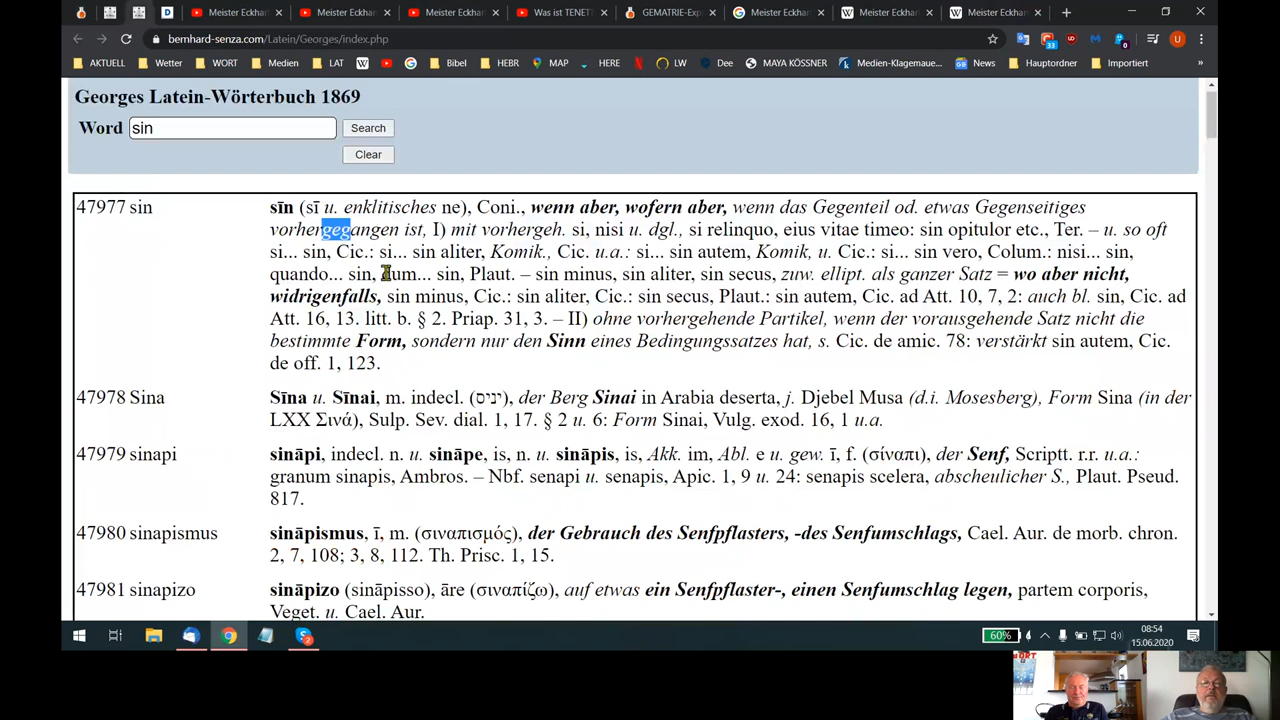 Meister Eckhar
Meister Eckhart
Meister Eckhart
Was ist TENET?
GEMATRIE-Exp
Meister Eckhar
Meister Eckhar
Meister Eckhar
bernhard-senza.com/Latein/Georges/index.php
AKTUELL Wetter WORT Medien LAT Bibel HEBR MAP HERE LW Dee MAYA KÖSSNER Medien-Klagemaue... News Hauptordner Importiert
Georges Latein-Wörterbuch 1869
Word sin Search
Clear
47977 sin sīn (sī u. enklitisches ne), Coni., wenn aber, wofern aber, wenn das Gegenteil od. etwas Gegenseitiges
vorhergegangen ist, I) mit vorhergeh. si, nisi u. dgl., si relinquo, eius vitae timeo: sin opitulor etc., Ter. – u. so oft
si... sin, Cic.: si... sin aliter, Komik., Cic. u.a.: si... sin autem, Komik. u. Cic.: si... sin vero, Colum.: nisi... sin,
quando... sin, dum... sin, Plaut. – sin minus, sin aliter, sin secus, zuw. ellipt. als ganzer Satz = wo aber nicht,
widrigenfalls, sin minus, Cic.: sin aliter, Cic.: sin secus, Plaut.: sin autem, Cic. ad Att. 10, 7, 2: auch bl. sin, Cic. ad
Att. 16, 13. litt. b. § 2. Priap. 31, 3. – II) ohne vorhergehende Partikel, wenn der vorausgehende Satz nicht die
bestimmte Form, sondern nur den Sinn eines Bedingungssatzes hat, s. Cic. de amic. 78: verstärkt sin autem, Cic.
de off. 1, 123.
47978 Sina Sīna u. Sīnai, m. indecl. (ינִיס), der Berg Sinai in Arabia deserta, j. Djebel Musa (d.i. Mosesberg), Form Sina (in der
LXX Σινά), Sulp. Sev. dial. 1, 17. § 2 u. 6: Form Sinai, Vulg. exod. 16, 1 u.a.
47979 sinapi sināpi, indecl. n. u. sināpe, is, n. u. sināpis, is, Akk. im, Abl. e u. gew. ī, f. (σίναπι), der Senf, Scriptt. r.r. u.a.:
granum sinapis, Ambros. – Nbf. senapi u. senapis, Apic. 1, 9 u. 24: senapis scelera, abscheulicher S., Plaut. Pseud.
817.
47980 sinapismus sināpismus, ī, m. (σιναπισμός), der Gebrauch des Senfpflasters, -des Senfumschlags, Cael. Aur. de morb. chron.
2, 7, 108; 3, 8, 112. Th. Prisc. 1, 15.
47981 sinapizo sināpizo (sināpisso), āre (σιναπίζω), auf etwas ein Senfpflaster-, einen Senfumschlag legen, partem corporis,
Veget. u. Cael. Aur.
60%
08:54
15.06.2020